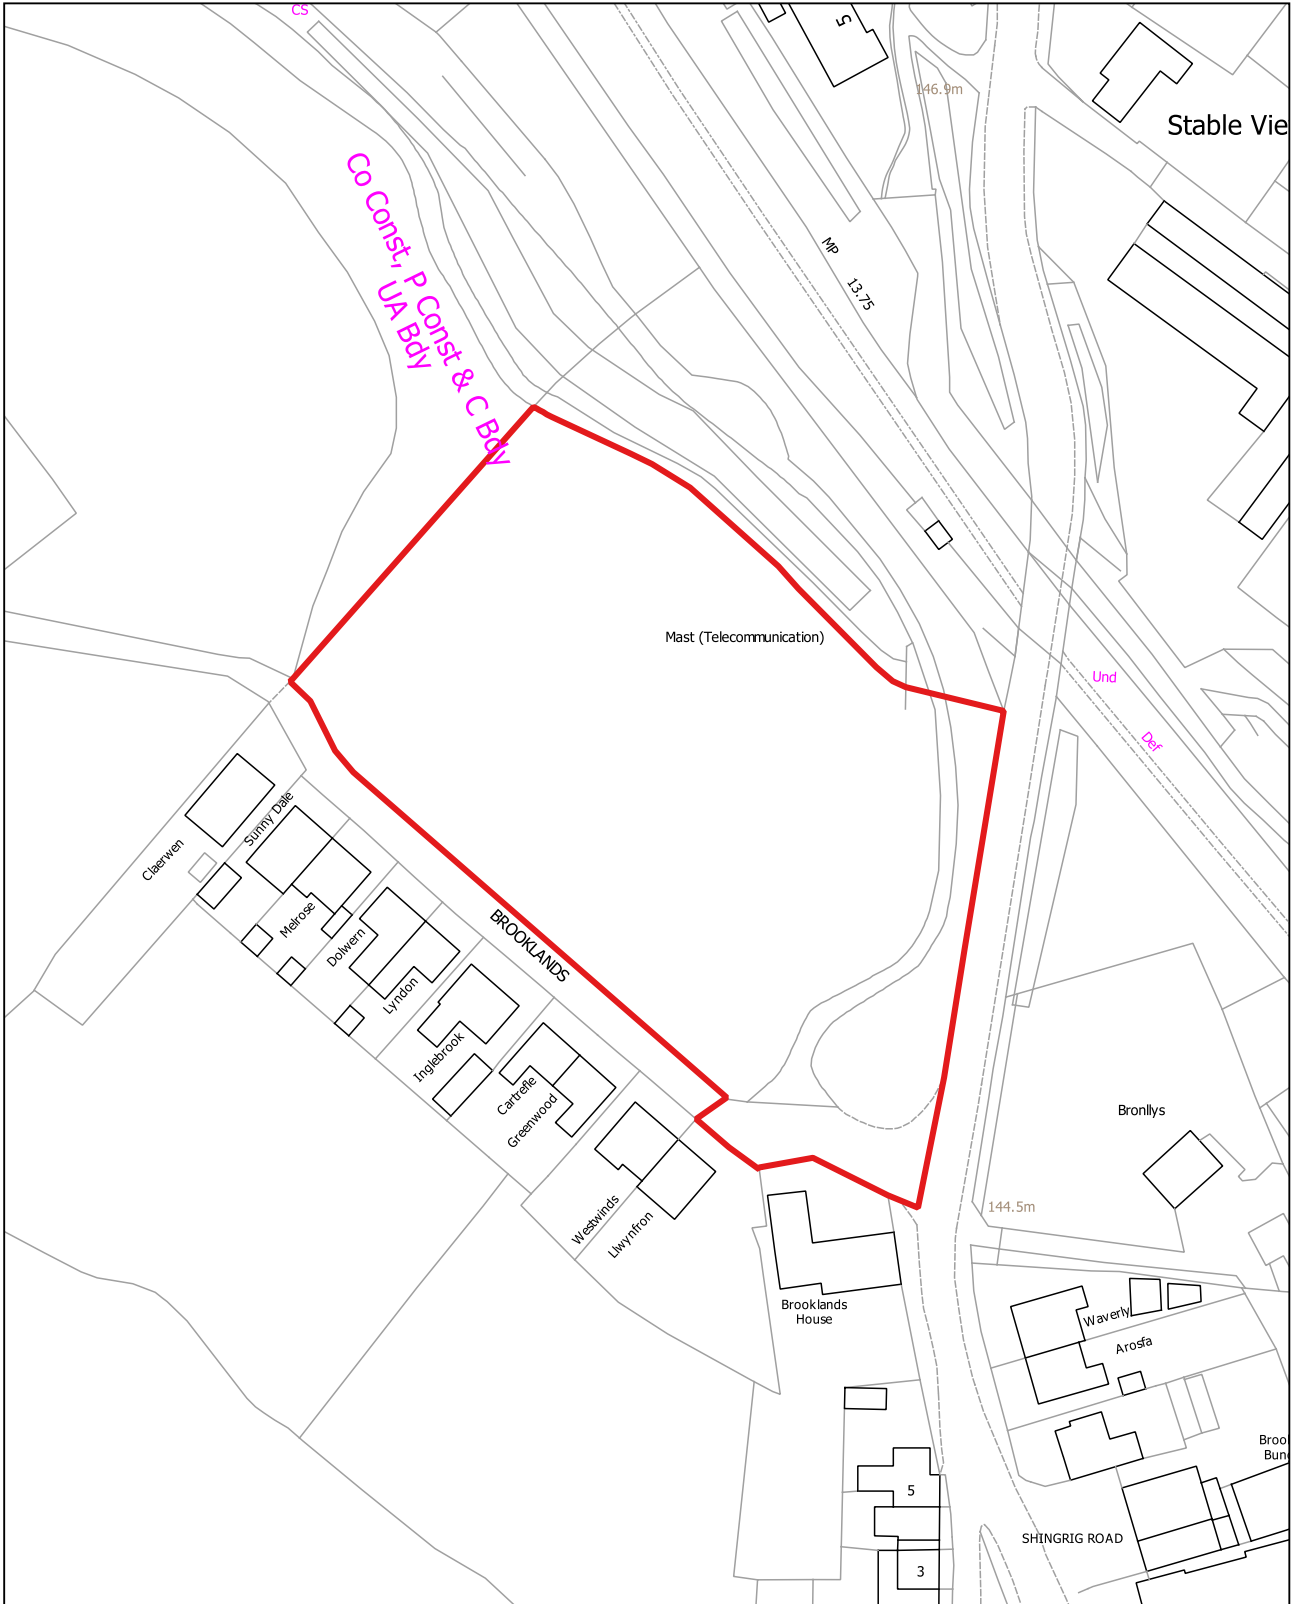 CS
5
146.9m
Stable Vie
Co Const, P Const & C Bdy
UA Bdy
MP
13.75
Mast (Telecommunication)
Und
Def
Sunny Dale
Claerwen
Melrose
Dolwern
BROOKLANDS
Lyndon
Inglebrook
Cartrefle
Greenwood
Westwinds
Llwynfron
Bronllys
144.5m
Brooklands
House
Waverly
Arosfa
Broo
Bun
5
SHINGRIG ROAD
3